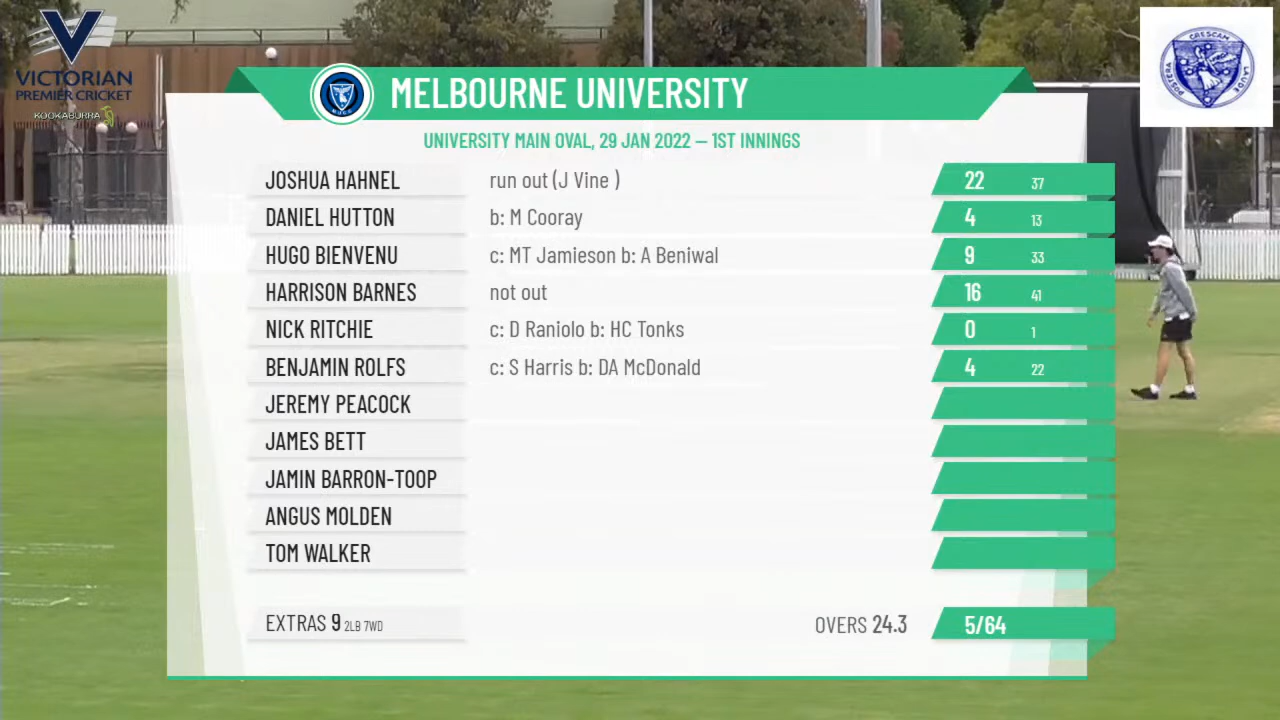 VICTORIAN
PREMIER CRICKET
KOOKABURRA
CRESCAM
LAUDE
POSTERA
MELBOURNE UNIVERSITY
UNIVERSITY MAIN OVAL, 29 JAN 2022 – 1ST INNINGS
JOSHUA HAHNEL run out (J Vine ) 22 37
DANIEL HUTTON b: M Cooray 4 13
HUGO BIENVENU c: MT Jamieson b: A Beniwal 9 33
HARRISON BARNES not out 16 41
NICK RITCHIE c: D Raniolo b: HC Tonks 0 1
BENJAMIN ROLFS c: S Harris b: DA McDonald 4 22
JEREMY PEACOCK
JAMES BETT
JAMIN BARRON-TOOP
ANGUS MOLDEN
TOM WALKER
EXTRAS 9 2LB 7WD OVERS 24.3 5/64